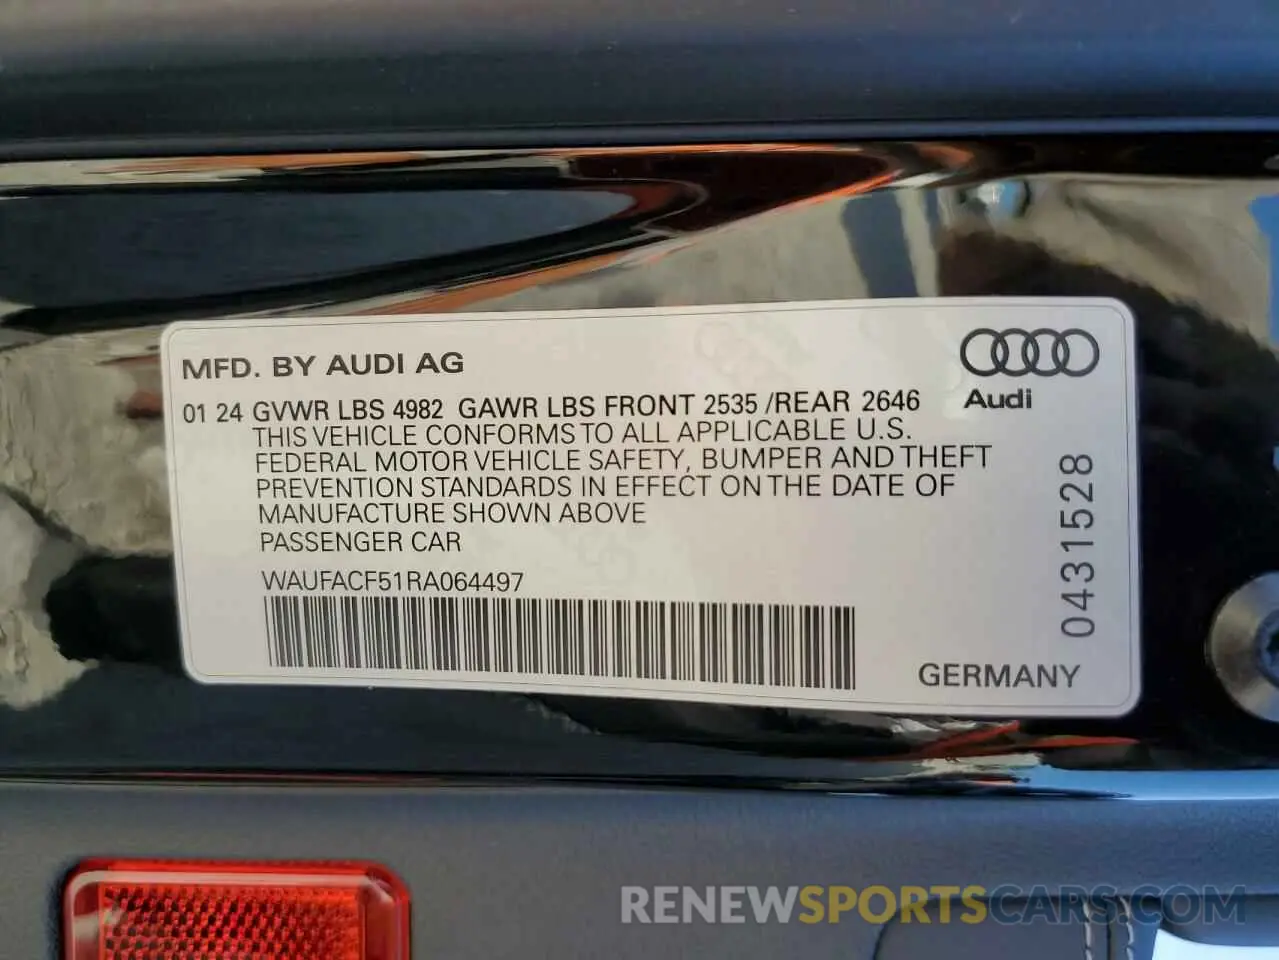 MFD. BY AUDI AG
Audi
01 24 GVWR LBS 4982 GAWR LBS FRONT 2535 /REAR 2646
THIS VEHICLE CONFORMS TO ALL APPLICABLE U.S.
FEDERAL MOTOR VEHICLE SAFETY, BUMPER AND THEFT
PREVENTION STANDARDS IN EFFECT ON THE DATE OF
MANUFACTURE SHOWN ABOVE
PASSENGER CAR
WAUFACF51RA064497
04315528
GERMANY
RENEWSPORTSCARS.COM